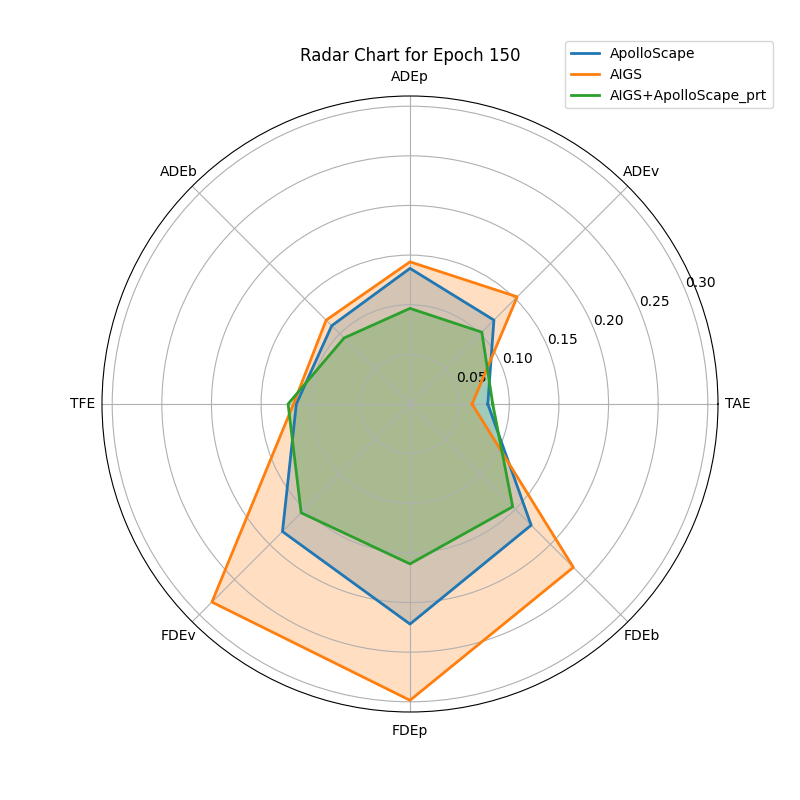 Radar Chart for Epoch 150
ApolloScape
AIGS
AIGS+ApolloScape_prt
ADEp
ADEb
ADEv
0.30
0.25
0.20
0.15
0.10
0.05
TFE
TAE
FDEv
FDEb
FDEp